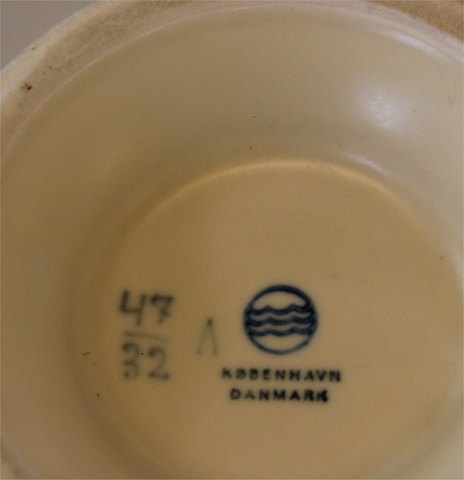 47
32 Λ
KØBENHAVN
DANMARK